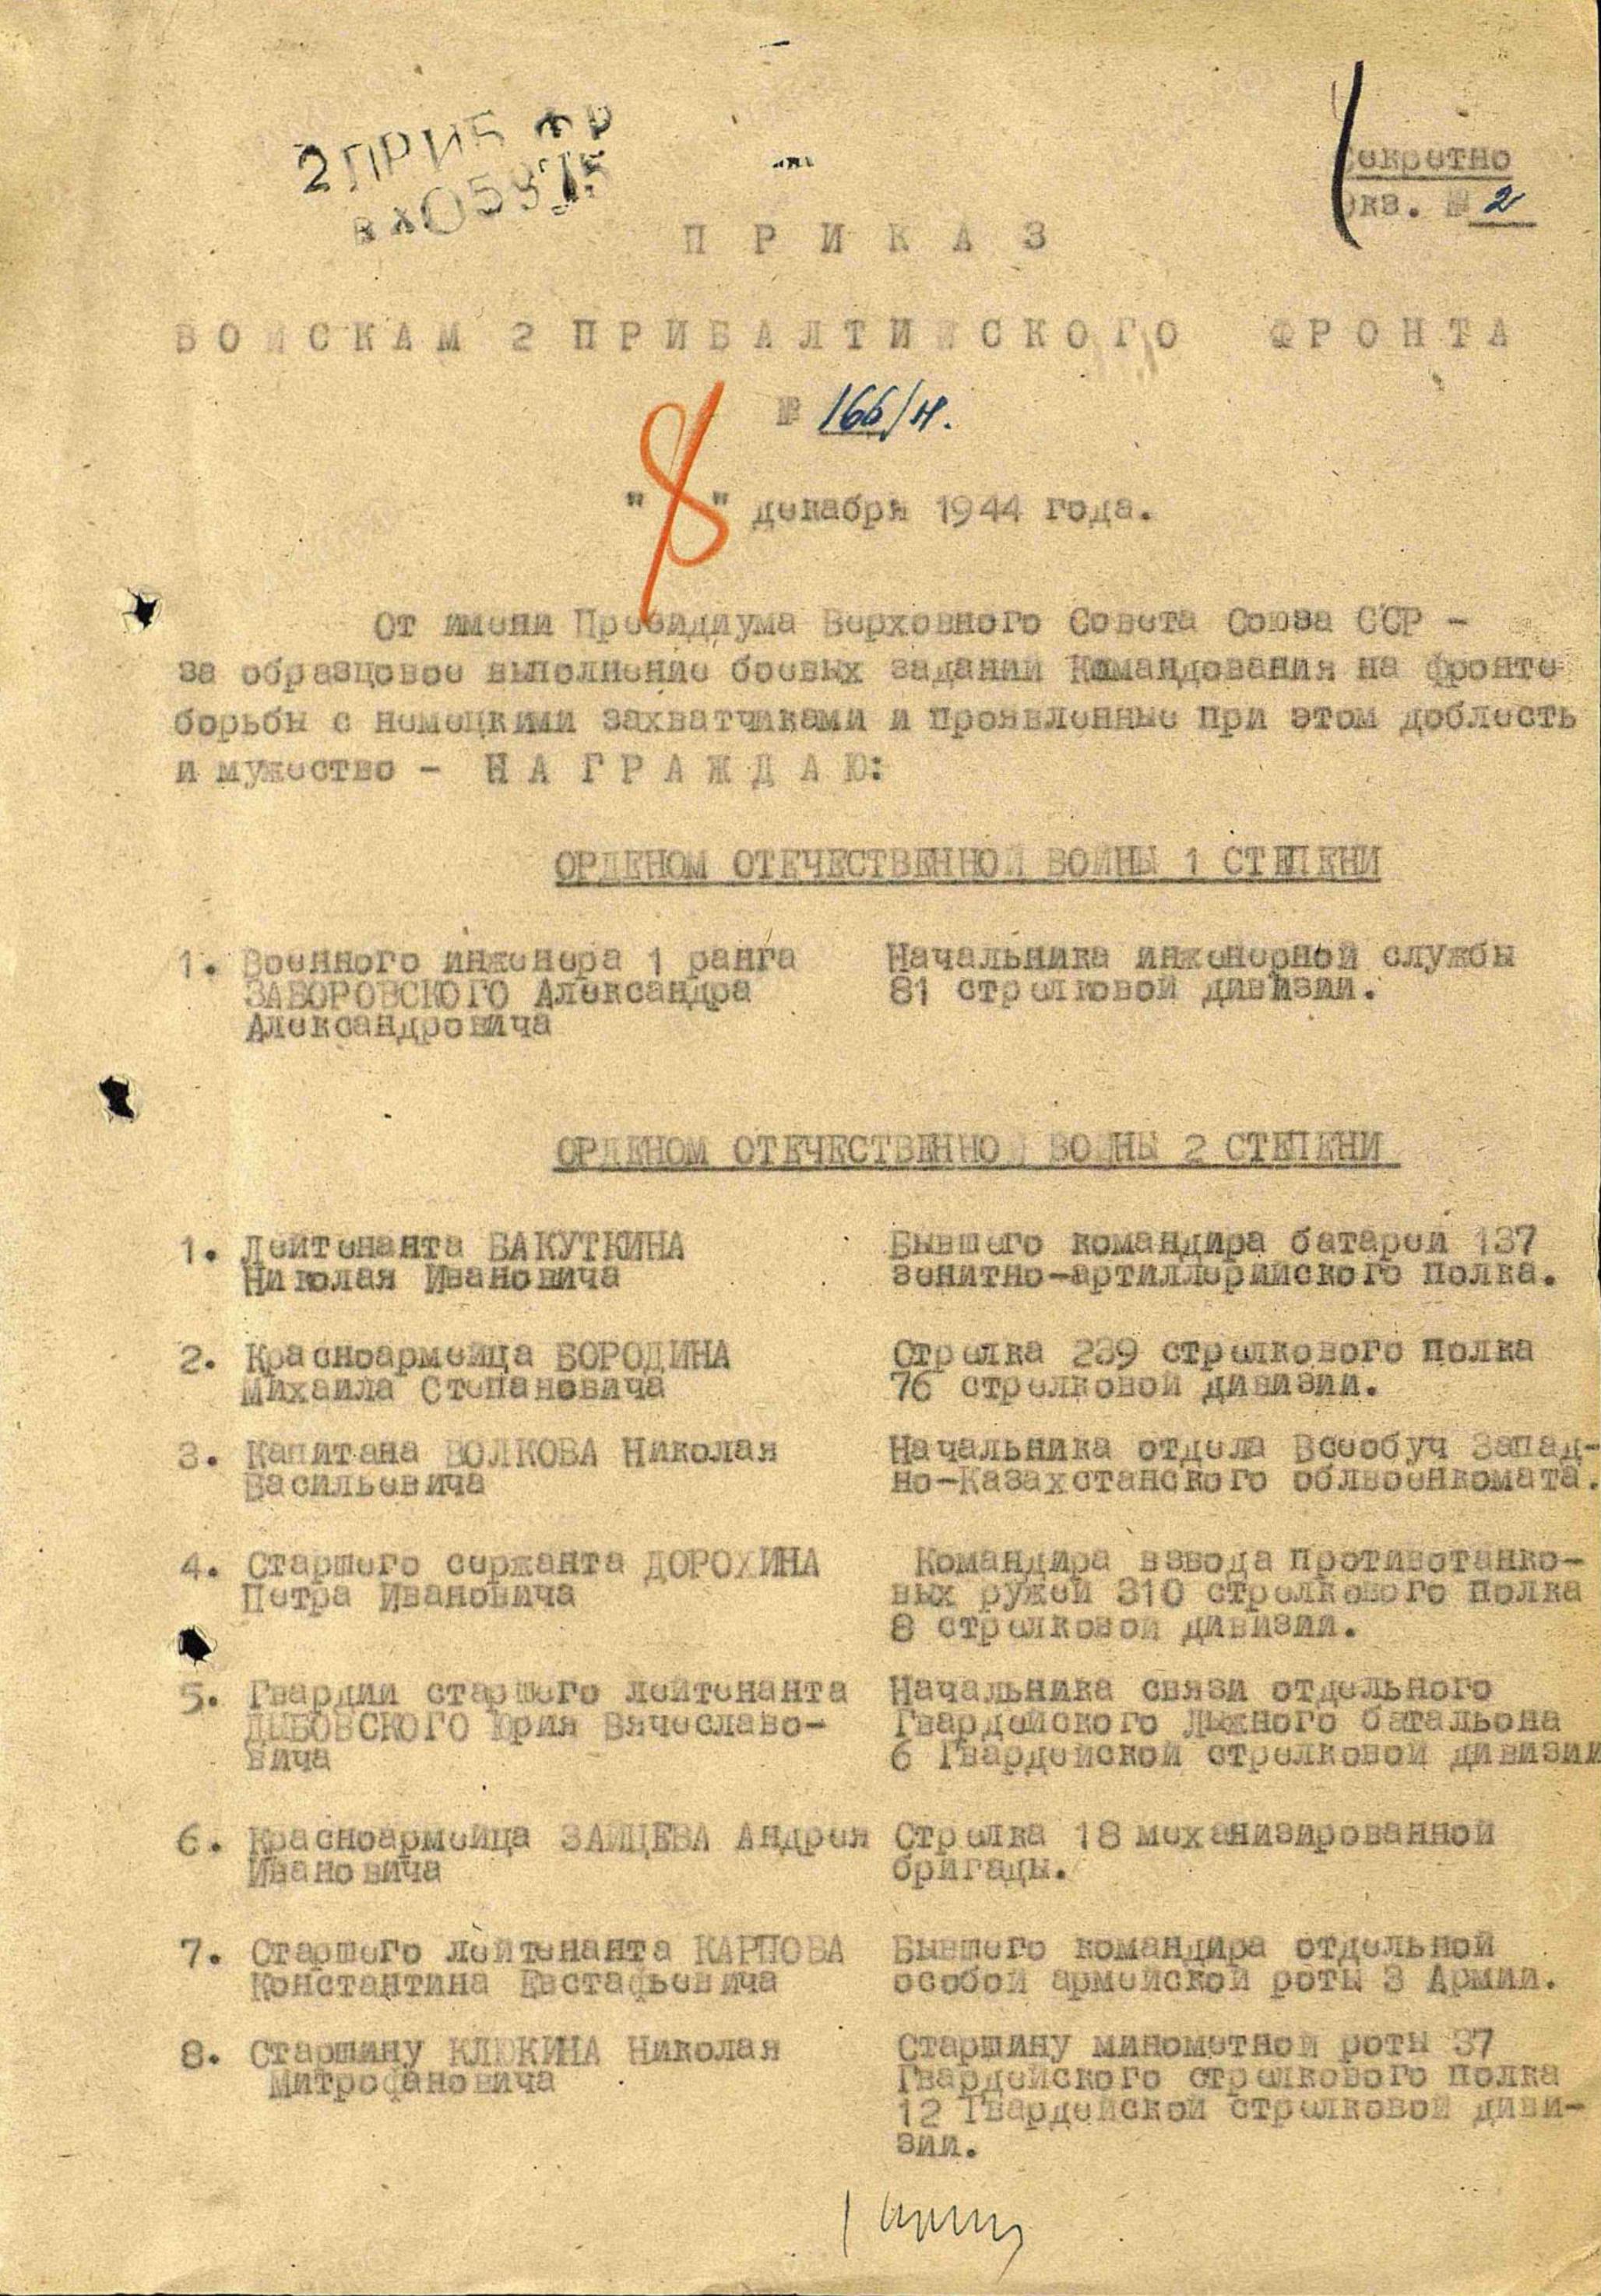 2 ПРИБ ФР
вх 05975
Секретно
Экз. № 2
П Р И К А З
ВОЙСКАМ 2 ПРИБАЛТИЙСКОГО ФРОНТА
№ 166/н.
"8" декабря 1944 года.
От имени Президиума Верховного Совета Союза ССР -
за образцовое выполнение боевых заданий Командования на фронте
борьбы с немецкими захватчиками и проявленные при этом доблесть
и мужество - Н А Г Р А Ж Д А Ю:
ОРДЕНОМ ОТЕЧЕСТВЕННОЙ ВОЙНЫ 1 СТЕПЕНИ
1. Военного инженера 1 ранга Начальника инженерной службы
ЗАБОРОВСКОГО Александра 81 стрелковой дивизии.
Александровича
ОРДЕНОМ ОТЕЧЕСТВЕННОЙ ВОЙНЫ 2 СТЕПЕНИ
1. Лейтенанта ВАКУТКИНА Бывшего командира батареи 137
Николая Ивановича зенитно-артиллерийского полка.
2. Красноармейца БОРОДИНА Стрелка 239 стрелкового полка
Михаила Степановича 76 стрелковой дивизии.
3. Капитана ВОЛКОВА Николая Начальника отдела Всеобуч Запад-
Васильевича но-Казахстанского облвоенкомата.
4. Старшего сержанта ДОРОХИНА Командира взвода противотанко-
Петра Ивановича вых ружей 310 стрелкового полка
8 стрелковой дивизии.
5. Гвардии старшего лейтенанта Начальника связи отдельного
ДЫБОВСКОГО Юрия Вячеславо- Гвардейского Лыжного батальона
вича 6 Гвардейской стрелковой дивизии
6. Красноармейца ЗАЙЦЕВА Андрея Стрелка 18 механизированной
Ивановича бригады.
7. Старшего лейтенанта КАРПОВА Бывшего командира отдельной
Константина Евстафьевича особой армейской роты 3 Армии.
8. Старшину КЛЮКИНА Николая Старшину минометной роты 37
Митрофановича Гвардейского стрелкового полка
12 Гвардейской стрелковой диви-
зии.